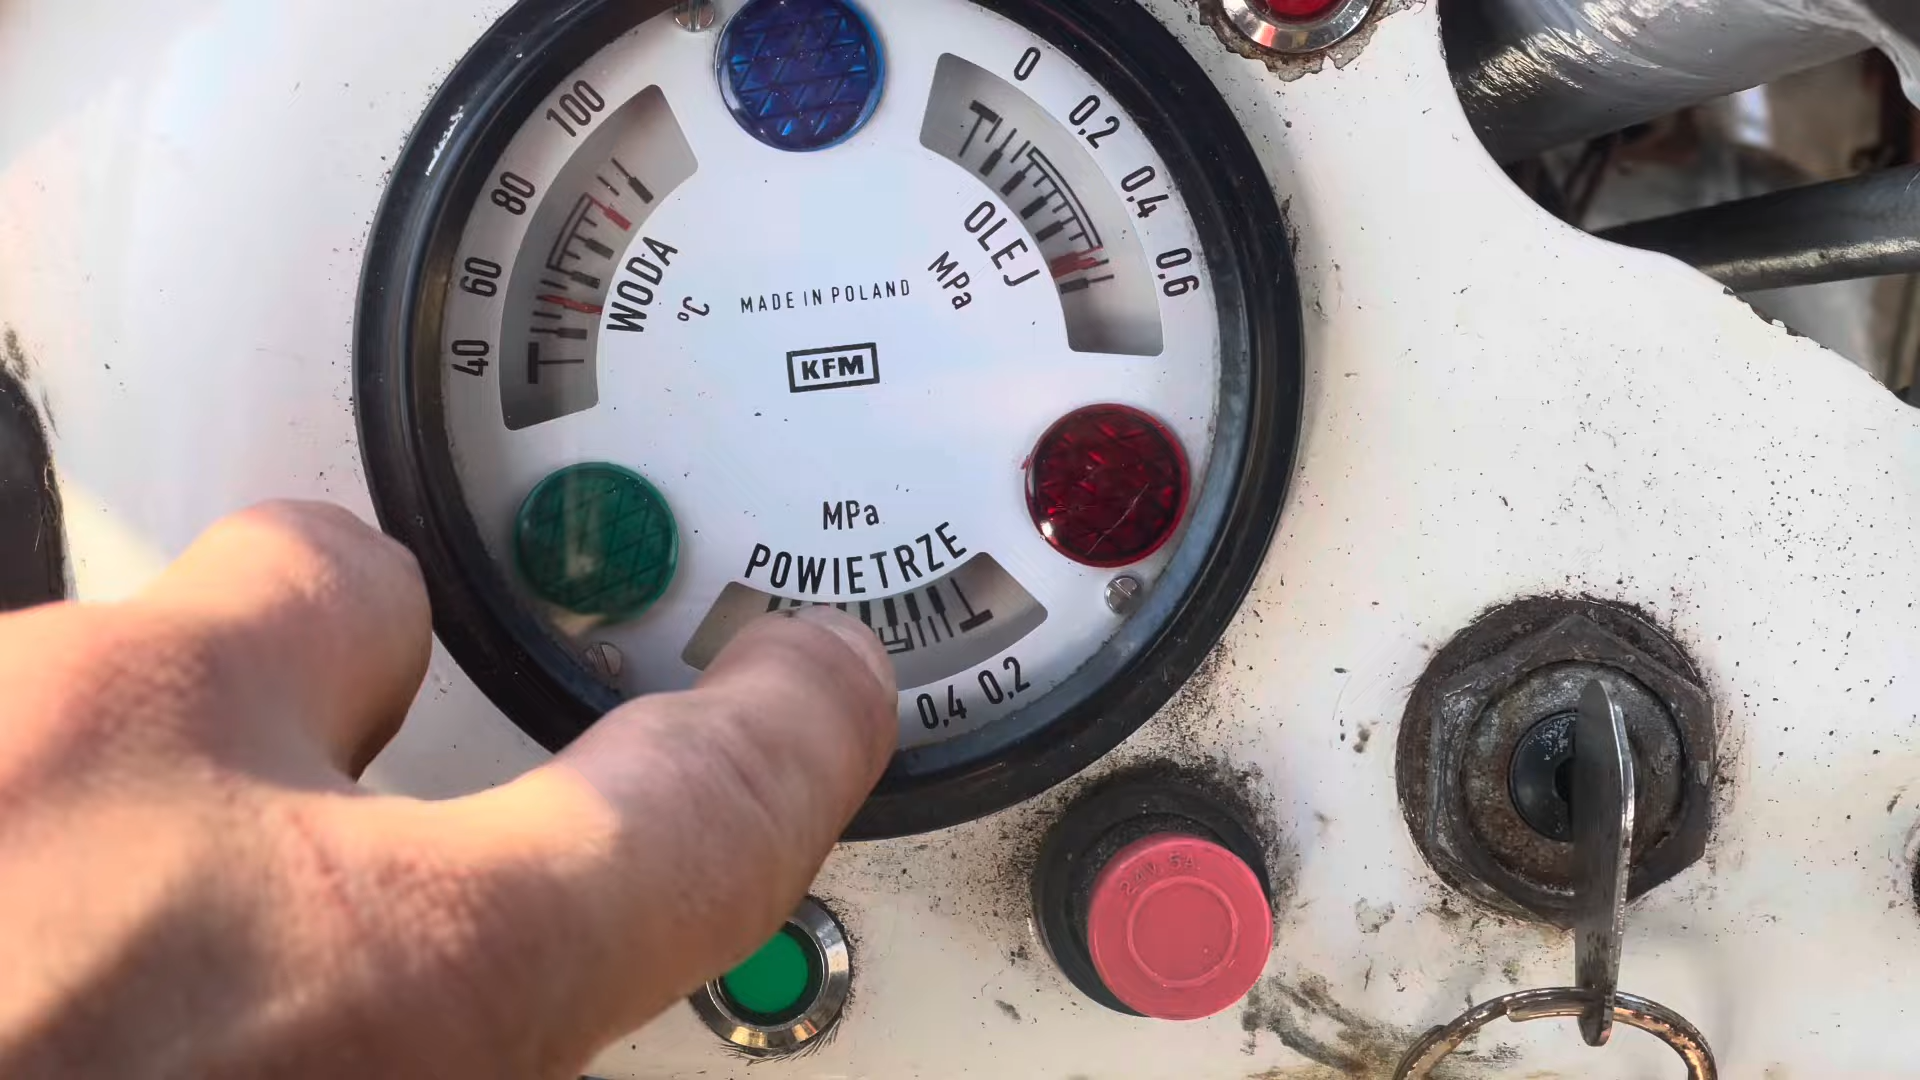 100
80
60
40
WODA
°C
0
0,2
0,4
0,6
OLEJ
MPa
MADE IN POLAND
KFM
MPa
POWIETRZE
0,4 0,2
24V 5A